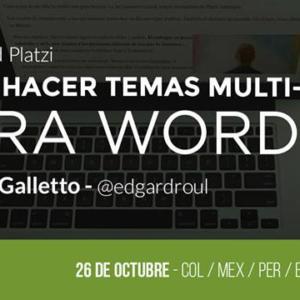 Platzi
HACER TEMAS MULTI-
RA WORD
Galletto - @edgardroul
26 DE OCTUBRE - COL / MEX / PER / E